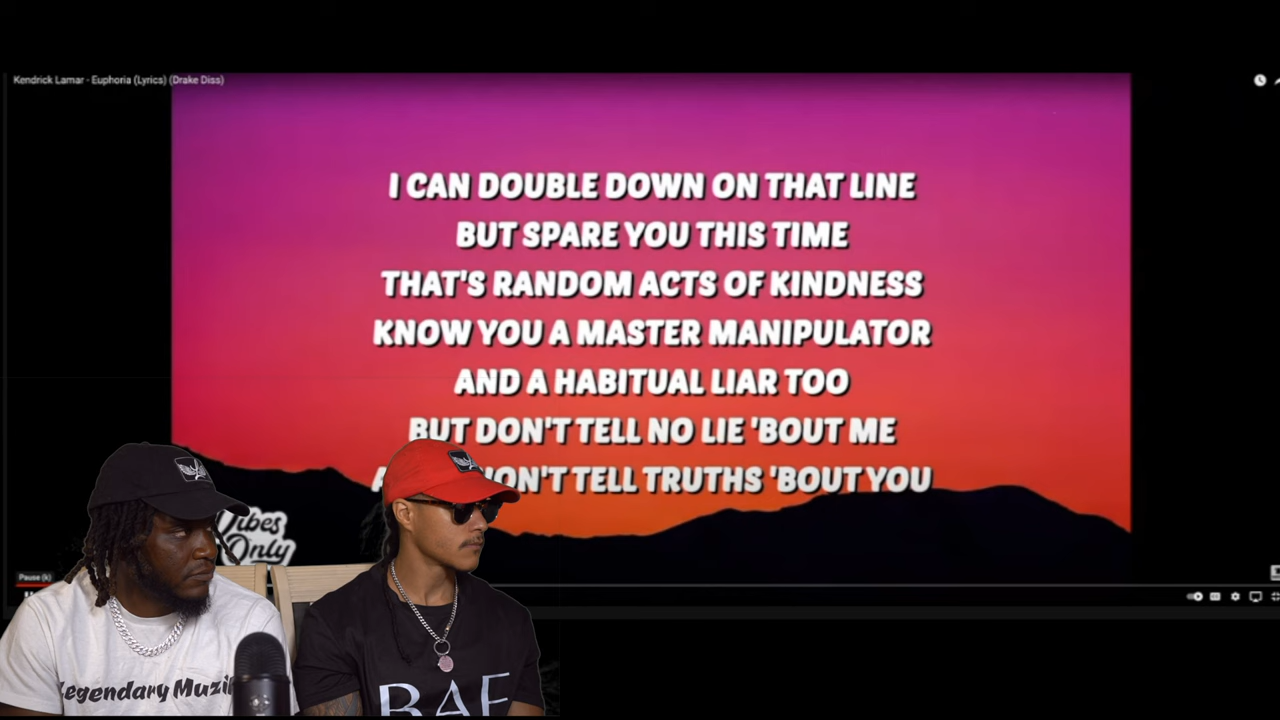 Kendrick Lamar - Euphoria (Lyrics) (Drake Diss)
I CAN DOUBLE DOWN ON THAT LINE
BUT SPARE YOU THIS TIME
THAT'S RANDOM ACTS OF KINDNESS
KNOW YOU A MASTER MANIPULATOR
AND A HABITUAL LIAR TOO
BUT DON'T TELL NO LIE 'BOUT ME
TELL TRUTHS 'BOUT YOU
Vibes
Only
Pause (k)
Legendary Muzik
BAE